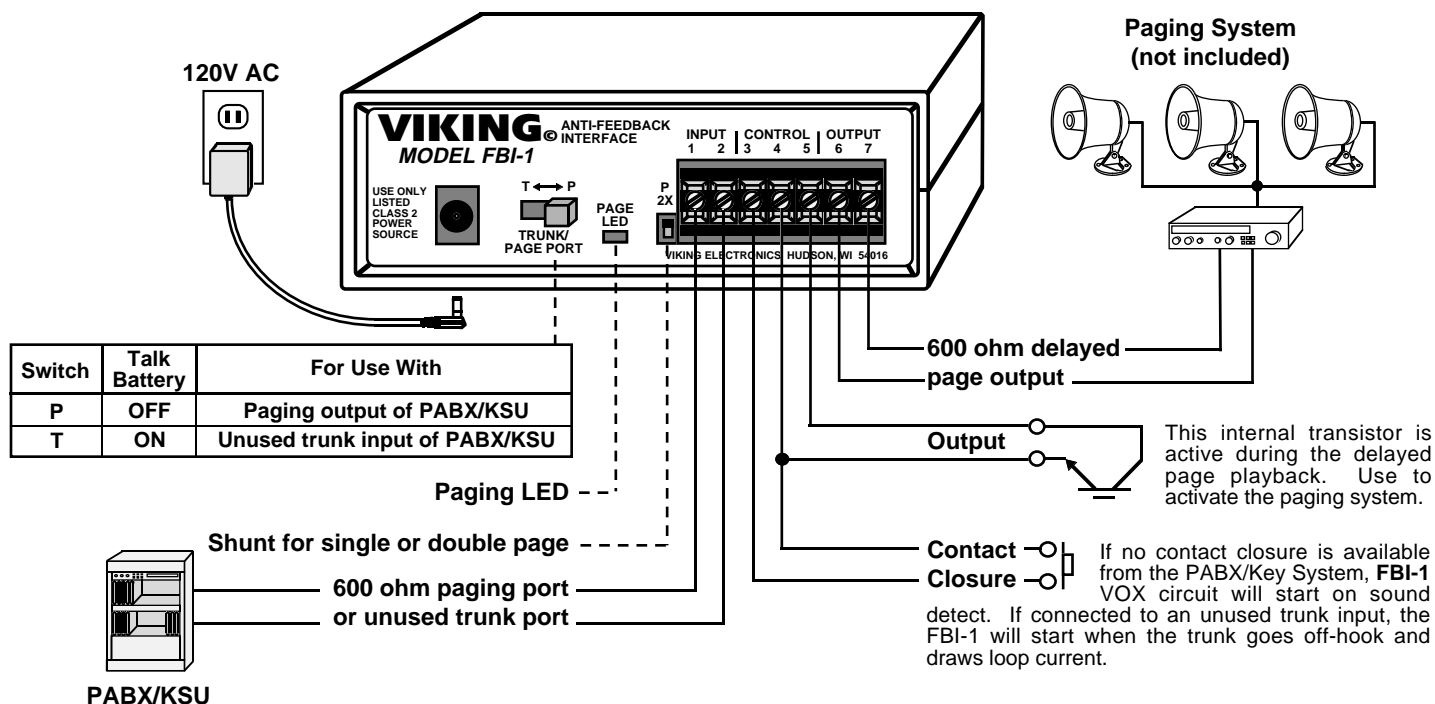 Paging System
(not included)
120V AC
VIKING© ANTI-FEEDBACK
INTERFACE
MODEL FBI-1
INPUT CONTROL OUTPUT
1 2 3 4 5 6 7
USE ONLY
LISTED
CLASS 2
POWER
SOURCE
T P
TRUNK/
PAGE PORT
PAGE
LED
P
2X
VIKING ELECTRONICS HUDSON, WI 54016
Switch Talk Battery For Use With
P OFF Paging output of PABX/KSU
T ON Unused trunk input of PABX/KSU
600 ohm delayed
page output
Output
This internal transistor is
active during the delayed
page playback. Use to
activate the paging system.
Paging LED
Shunt for single or double page
600 ohm paging port
or unused trunk port
PABX/KSU
Contact
Closure
If no contact closure is available
from the PABX/Key System, FBI-1
VOX circuit will start on sound
detect. If connected to an unused trunk input, the
FBI-1 will start when the trunk goes off-hook and
draws loop current.